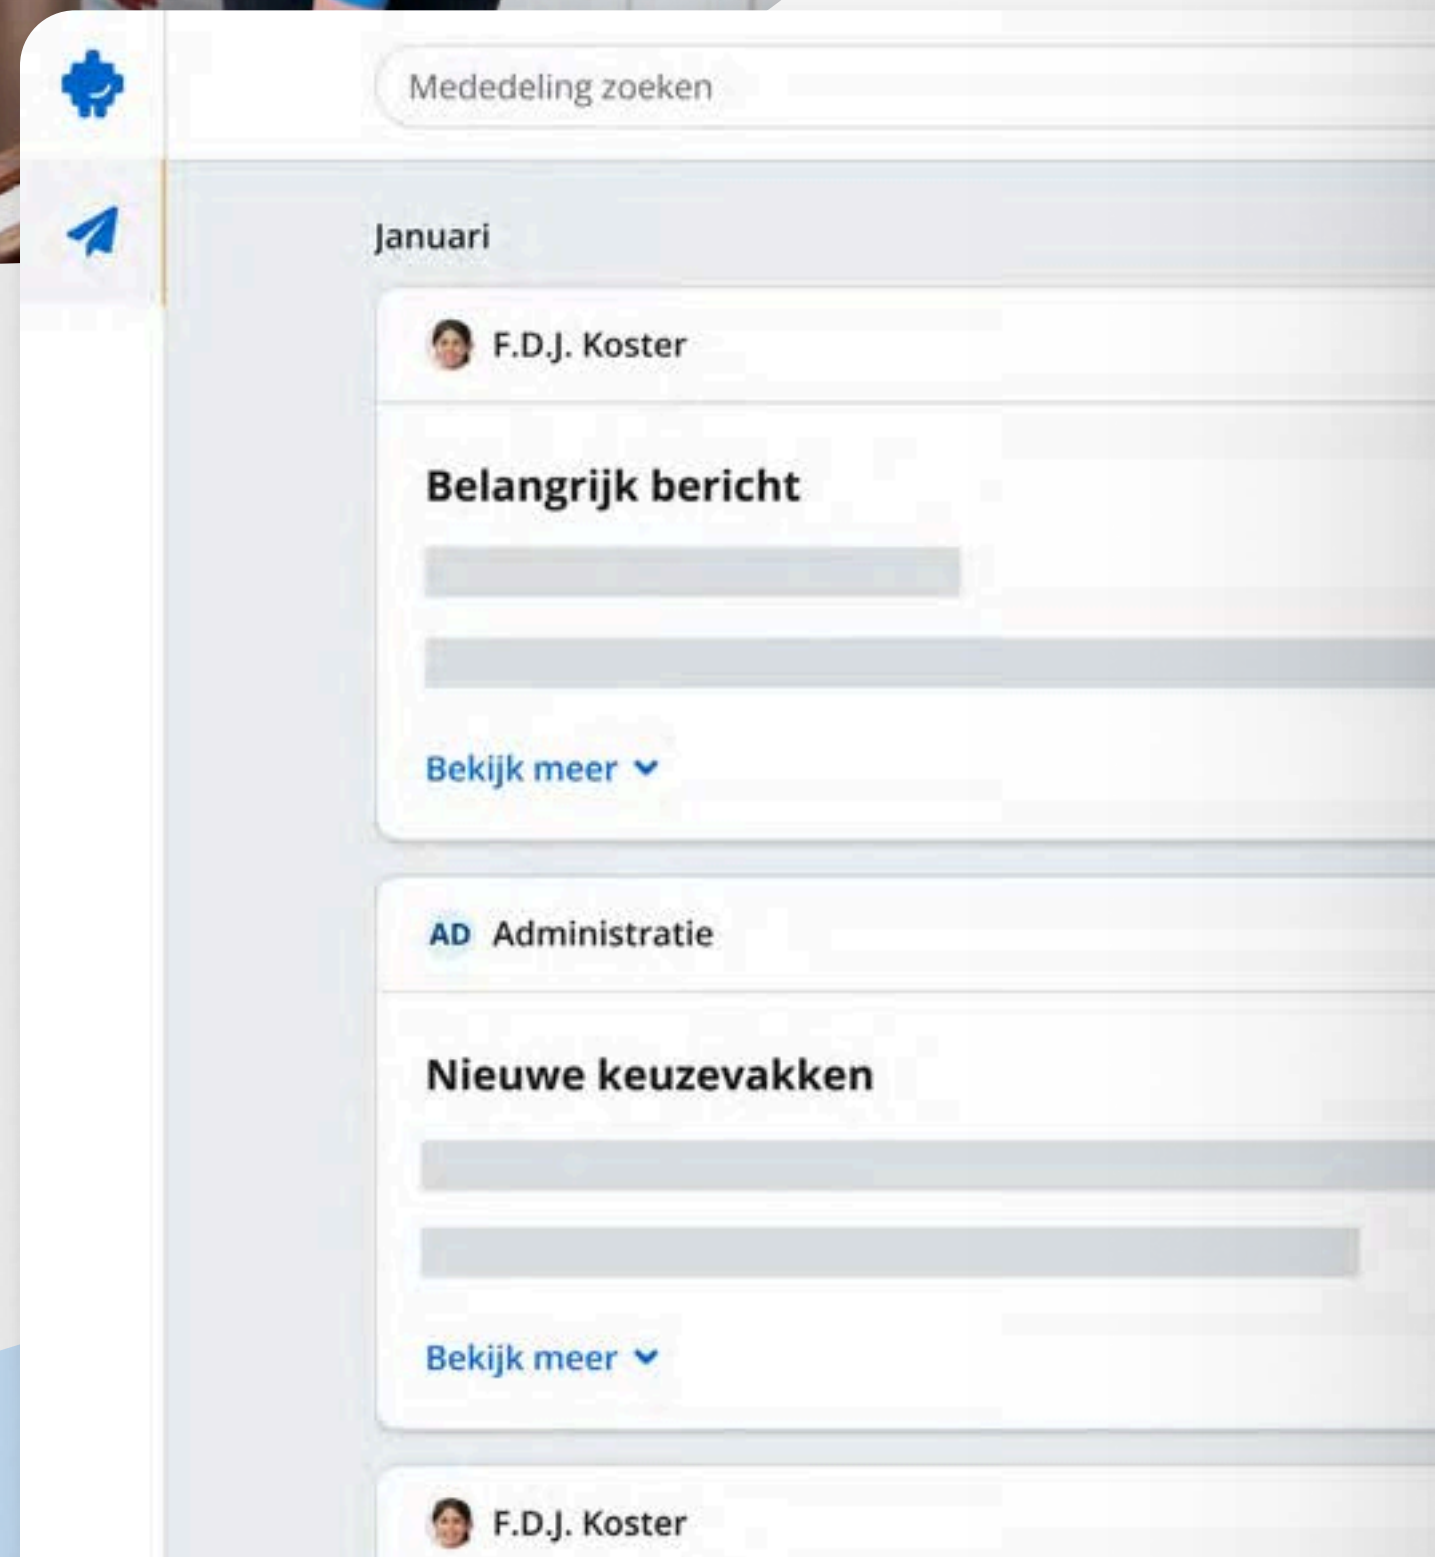 Mededeling zoeken
Januari
F.D.J. Koster
Belangrijk bericht
Bekijk meer
AD Administratie
Nieuwe keuzevakken
Bekijk meer
F.D.J. Koster